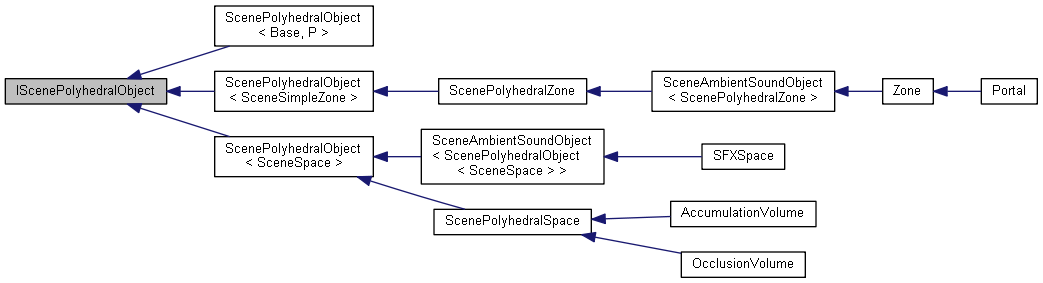 ScenePolyhedralObject
< Base, P >
IScenePolyhedralObject
ScenePolyhedralObject
< SceneSimpleZone >
ScenePolyhedralZone
SceneAmbientSoundObject
< ScenePolyhedralZone >
Zone
Portal
ScenePolyhedralObject
< SceneSpace >
SceneAmbientSoundObject
< ScenePolyhedralObject
< SceneSpace > >
SFXSpace
ScenePolyhedralSpace
AccumulationVolume
OcclusionVolume